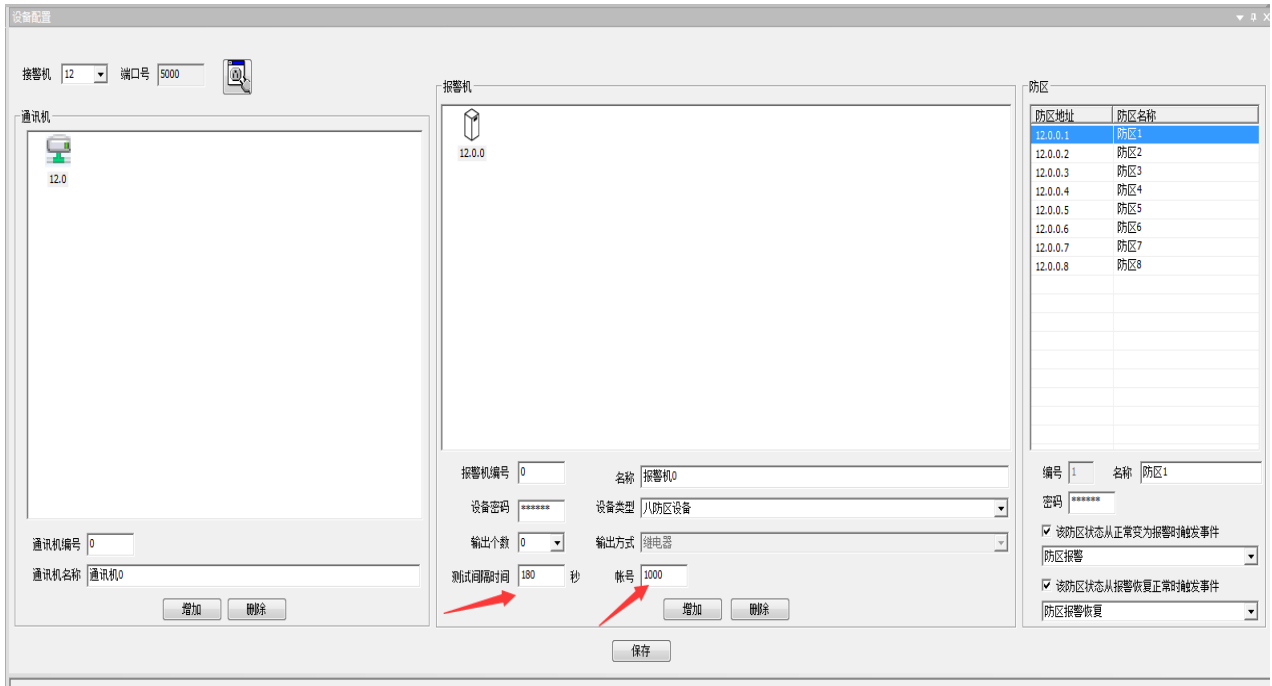 设备配置
接警机 12 端口号 5000
通讯机
12.0
通讯机编号 0
通讯机名称 通讯机0
增加 删除
报警机
12.0.0
报警机编号 0 名称 报警机0
设备密码 ****** 设备类型 八防区设备
输出个数 0 输出方式 继电器
测试间隔时间 180 秒 帐号 1000
增加 删除
防区
防区地址 防区名称
12.0.0.1 防区1
12.0.0.2 防区2
12.0.0.3 防区3
12.0.0.4 防区4
12.0.0.5 防区5
12.0.0.6 防区6
12.0.0.7 防区7
12.0.0.8 防区8
编号 1 名称 防区1
密码 ******
该防区状态从正常变为报警时触发事件
防区报警
该防区状态从报警恢复正常时触发事件
防区报警恢复
保存